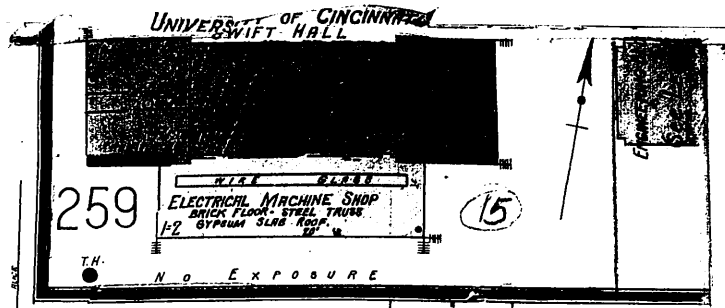 UNIVERSITY OF CINCINNATI
SWIFT HALL
WIRE GLASS
259
ELECTRICAL MACHINE SHOP
BRICK FLOOR - STEEL TRUSS
1=2 GYPSUM SLAB ROOF.
20'
15
T.H.
NO EXPOSURE